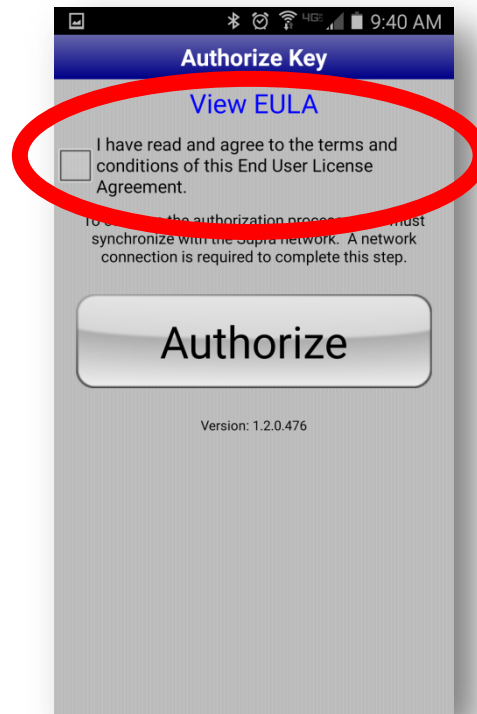 4G 9:40 AM
Authorize Key
View EULA
I have read and agree to the terms and
conditions of this End User License
Agreement.
the authorization must
synchronize with the Supra network. A network
connection is required to complete this step.
Authorize
Version: 1.2.0.476